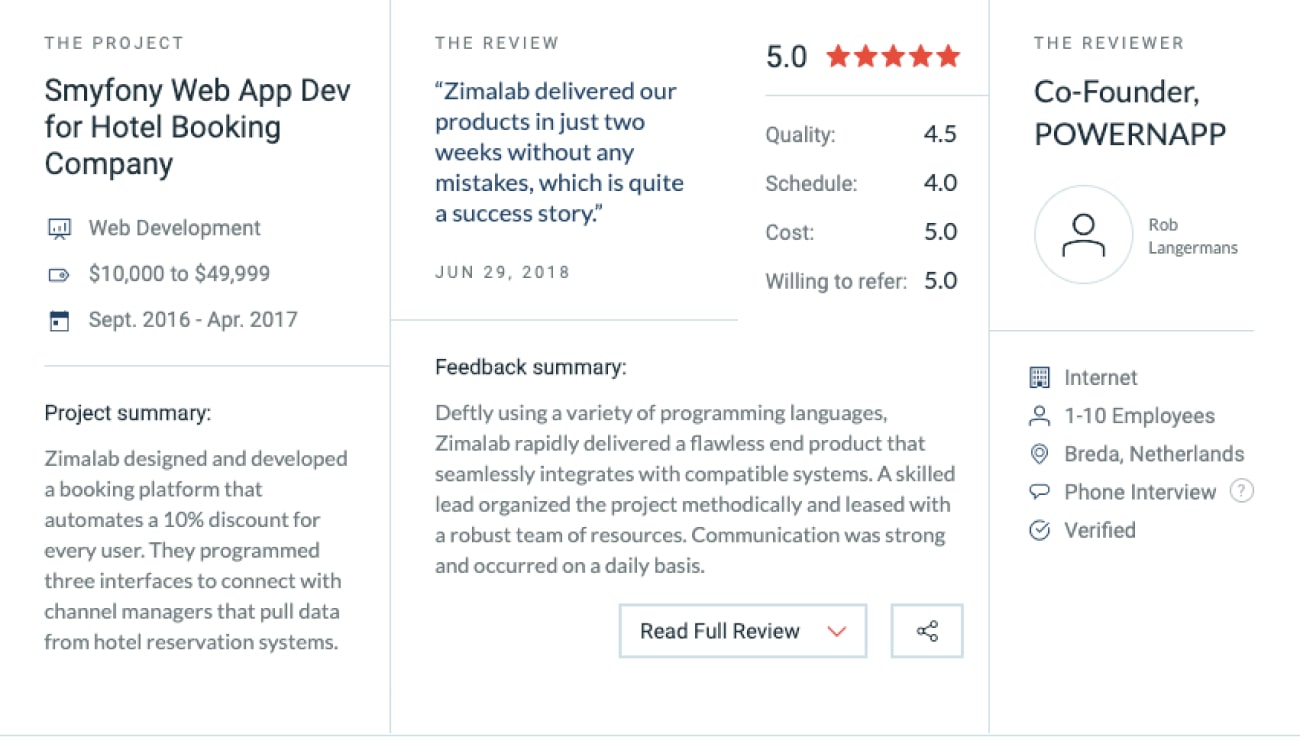 THE PROJECT
Smyfony Web App Dev
for Hotel Booking
Company
Web Development
$10,000 to $49,999
Sept. 2016 - Apr. 2017
Project summary:
Zimalab designed and developed
a booking platform that
automates a 10% discount for
every user. They programmed
three interfaces to connect with
channel managers that pull data
from hotel reservation systems.
THE REVIEW
“Zimalab delivered our
products in just two
weeks without any
mistakes, which is quite
a success story.”
JUN 29, 2018
5.0
Quality: 4.5
Schedule: 4.0
Cost: 5.0
Willing to refer: 5.0
Feedback summary:
Deftly using a variety of programming languages,
Zimalab rapidly delivered a flawless end product that
seamlessly integrates with compatible systems. A skilled
lead organized the project methodically and leased with
a robust team of resources. Communication was strong
and occurred on a daily basis.
Read Full Review
THE REVIEWER
Co-Founder,
POWERNAPP
Rob
Langermans
Internet
1-10 Employees
Breda, Netherlands
Phone Interview ?
Verified